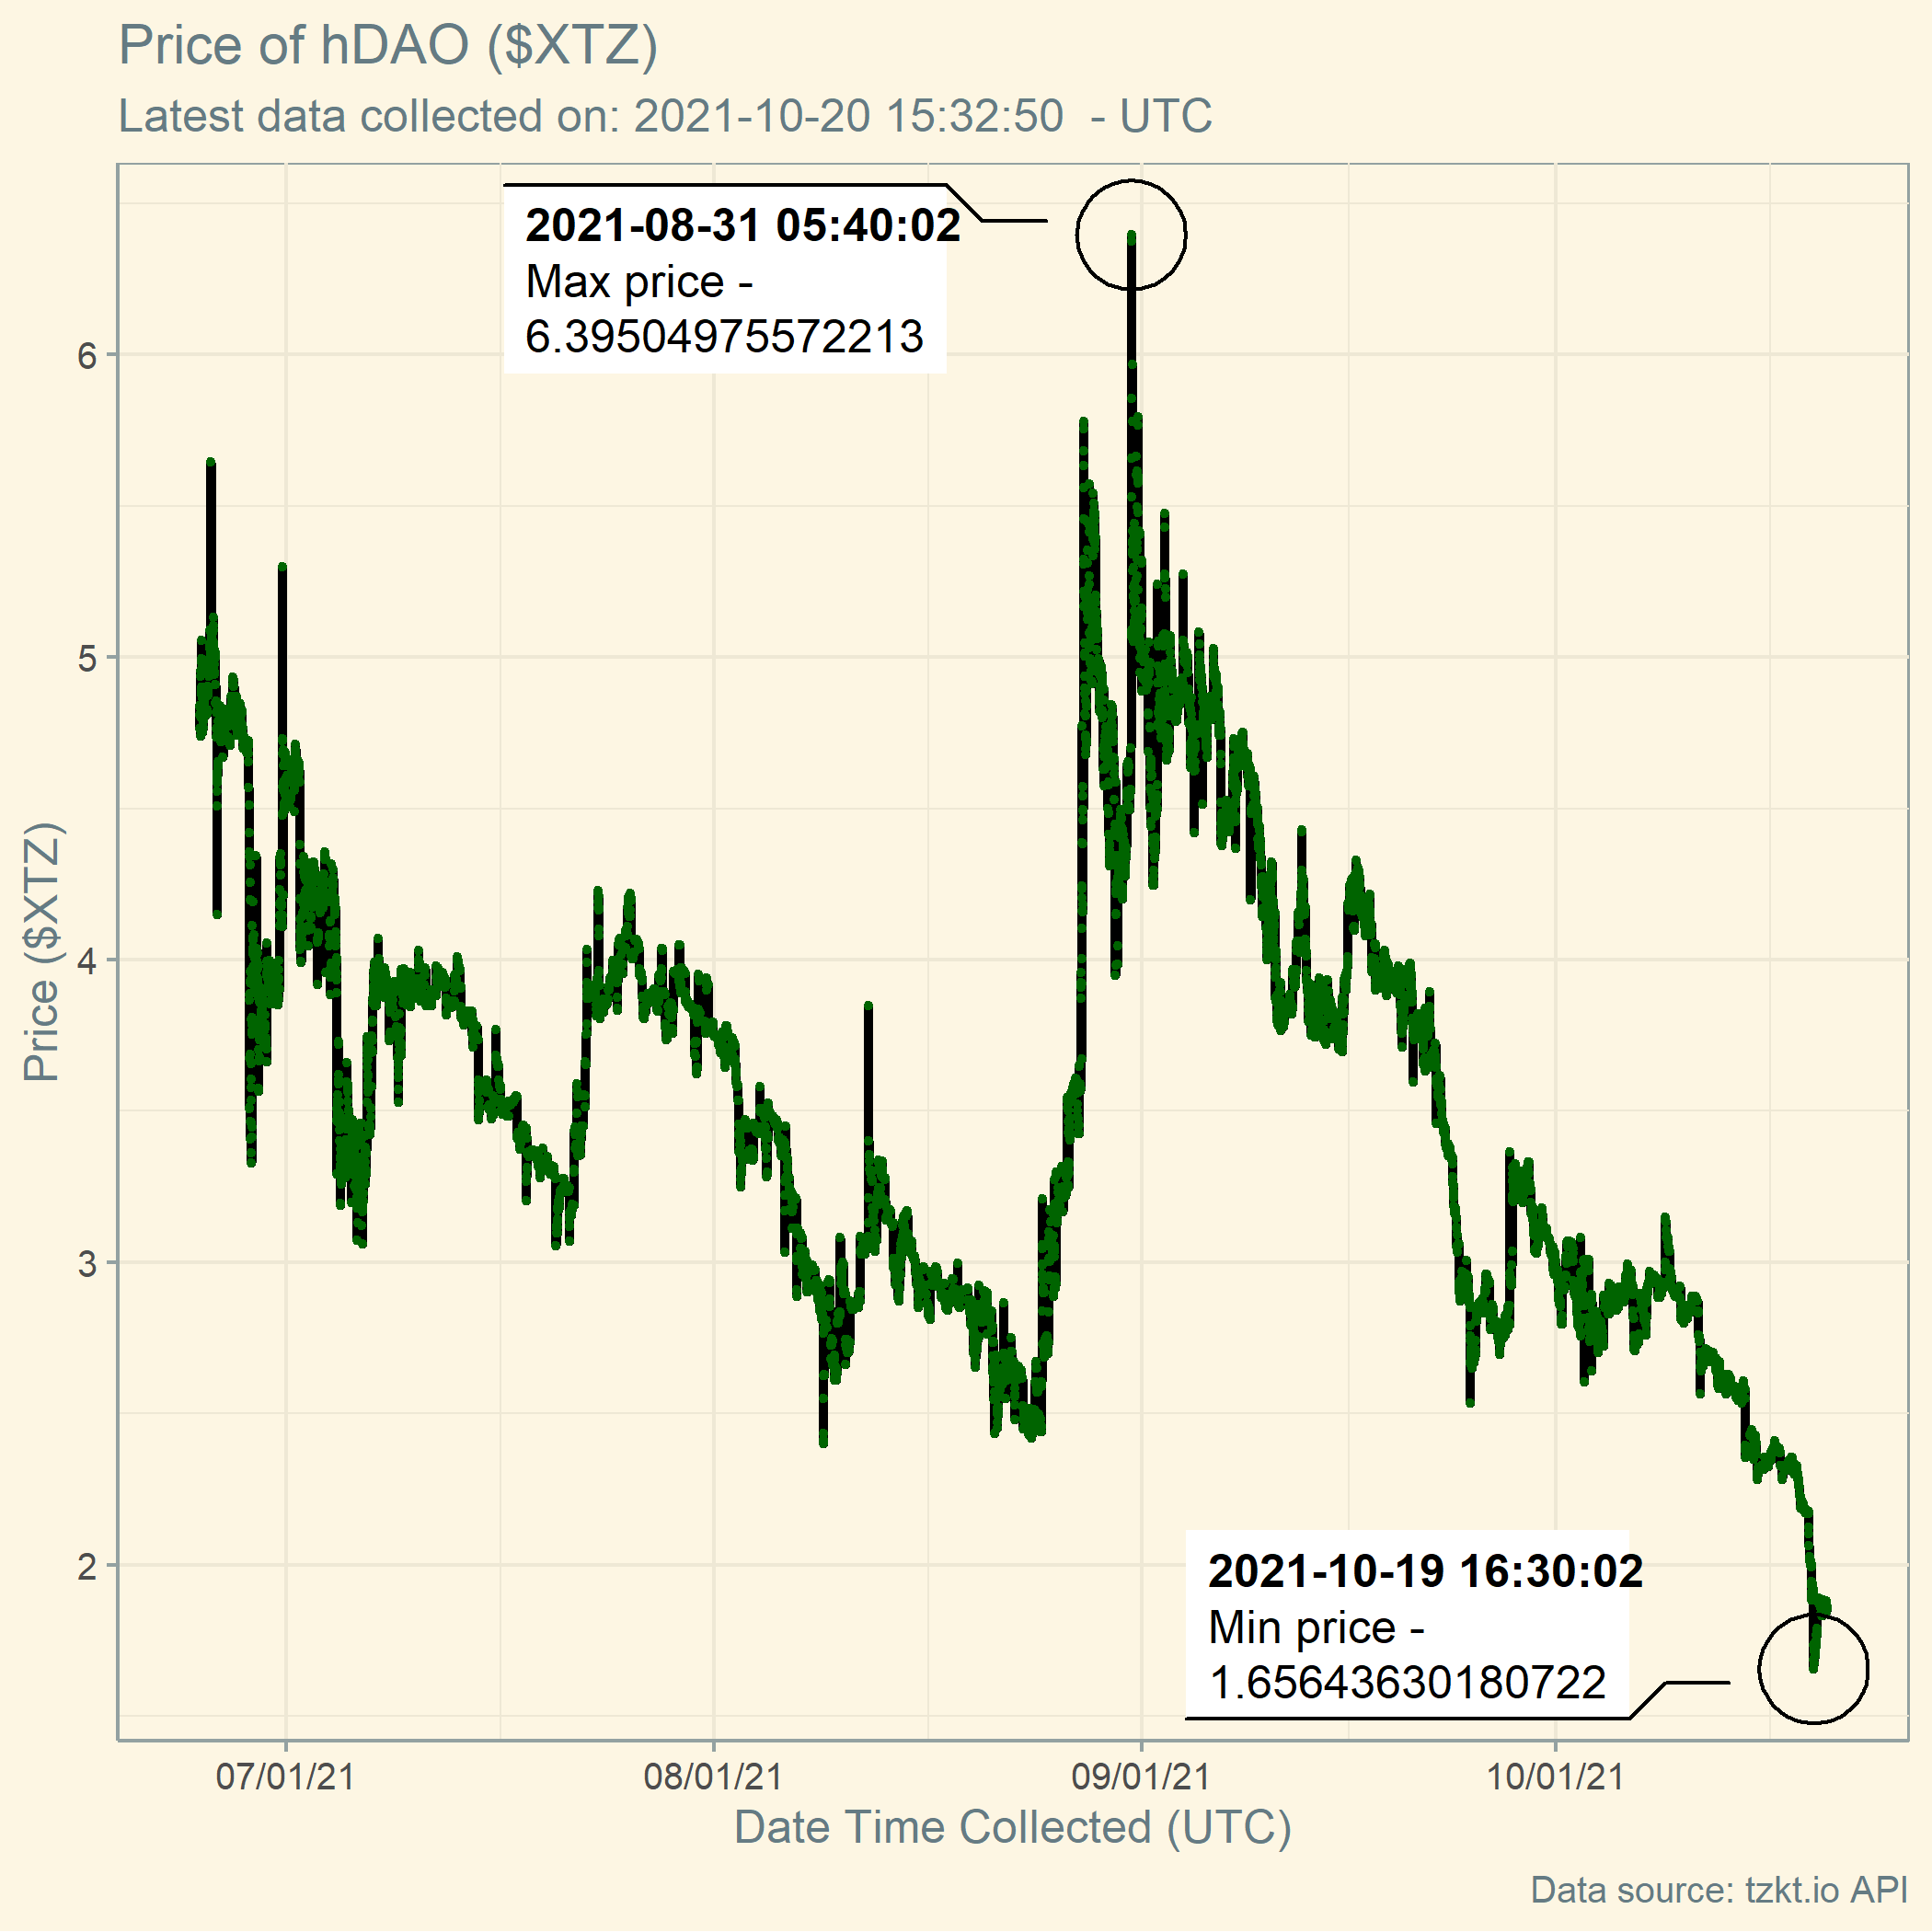 Price of hDAO ($XTZ)
Latest data collected on: 2021-10-20 15:32:50  - UTC
2021-08-31 05:40:02
Max price -
6.39504975572213
6
5
4
3
2
Price ($XTZ)
2021-10-19 16:30:02
Min price -
1.65643630180722
07/01/21 08/01/21 09/01/21 10/01/21
Date Time Collected (UTC)
Data source: tzkt.io API